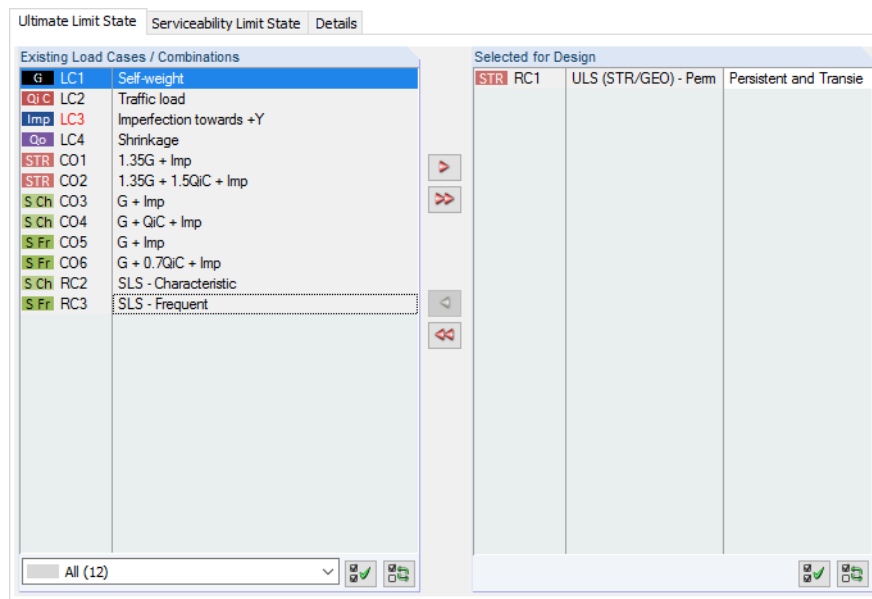 Ultimate Limit State Serviceability Limit State Details
Existing Load Cases / Combinations Selected for Design
G LC1 Self-weight STR RC1 ULS (STR/GEO) - Perm Persistent and Transie
Qi C LC2 Traffic load
Imp LC3 Imperfection towards +Y
Qo LC4 Shrinkage
STR CO1 1.35G + Imp
STR CO2 1.35G + 1.5QiC + Imp
S Ch CO3 G + Imp
S Ch CO4 G + QiC + Imp
S Fr CO5 G + Imp
S Fr CO6 G + 0.7QiC + Imp
S Ch RC2 SLS - Characteristic
S Fr RC3 SLS - Frequent
All (12)